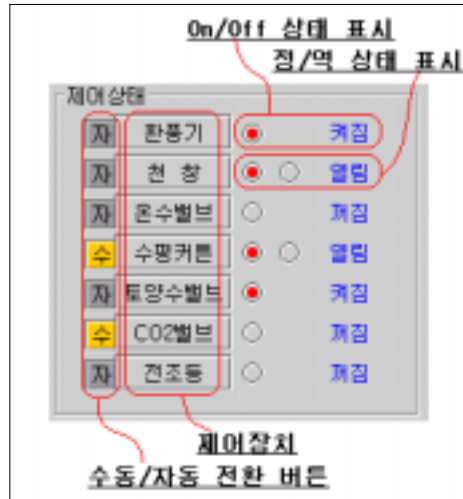 On/Off 상태 표시
정/역 상태 표시
제어상태
자 환풍기 켜짐
자 천 창 열림
자 온수밸브 꺼짐
수 수평커튼 열림
자 토양수밸브 켜짐
수 CO2밸브 꺼짐
자 전조등 꺼짐
제어장치
수동/자동 전환 버튼